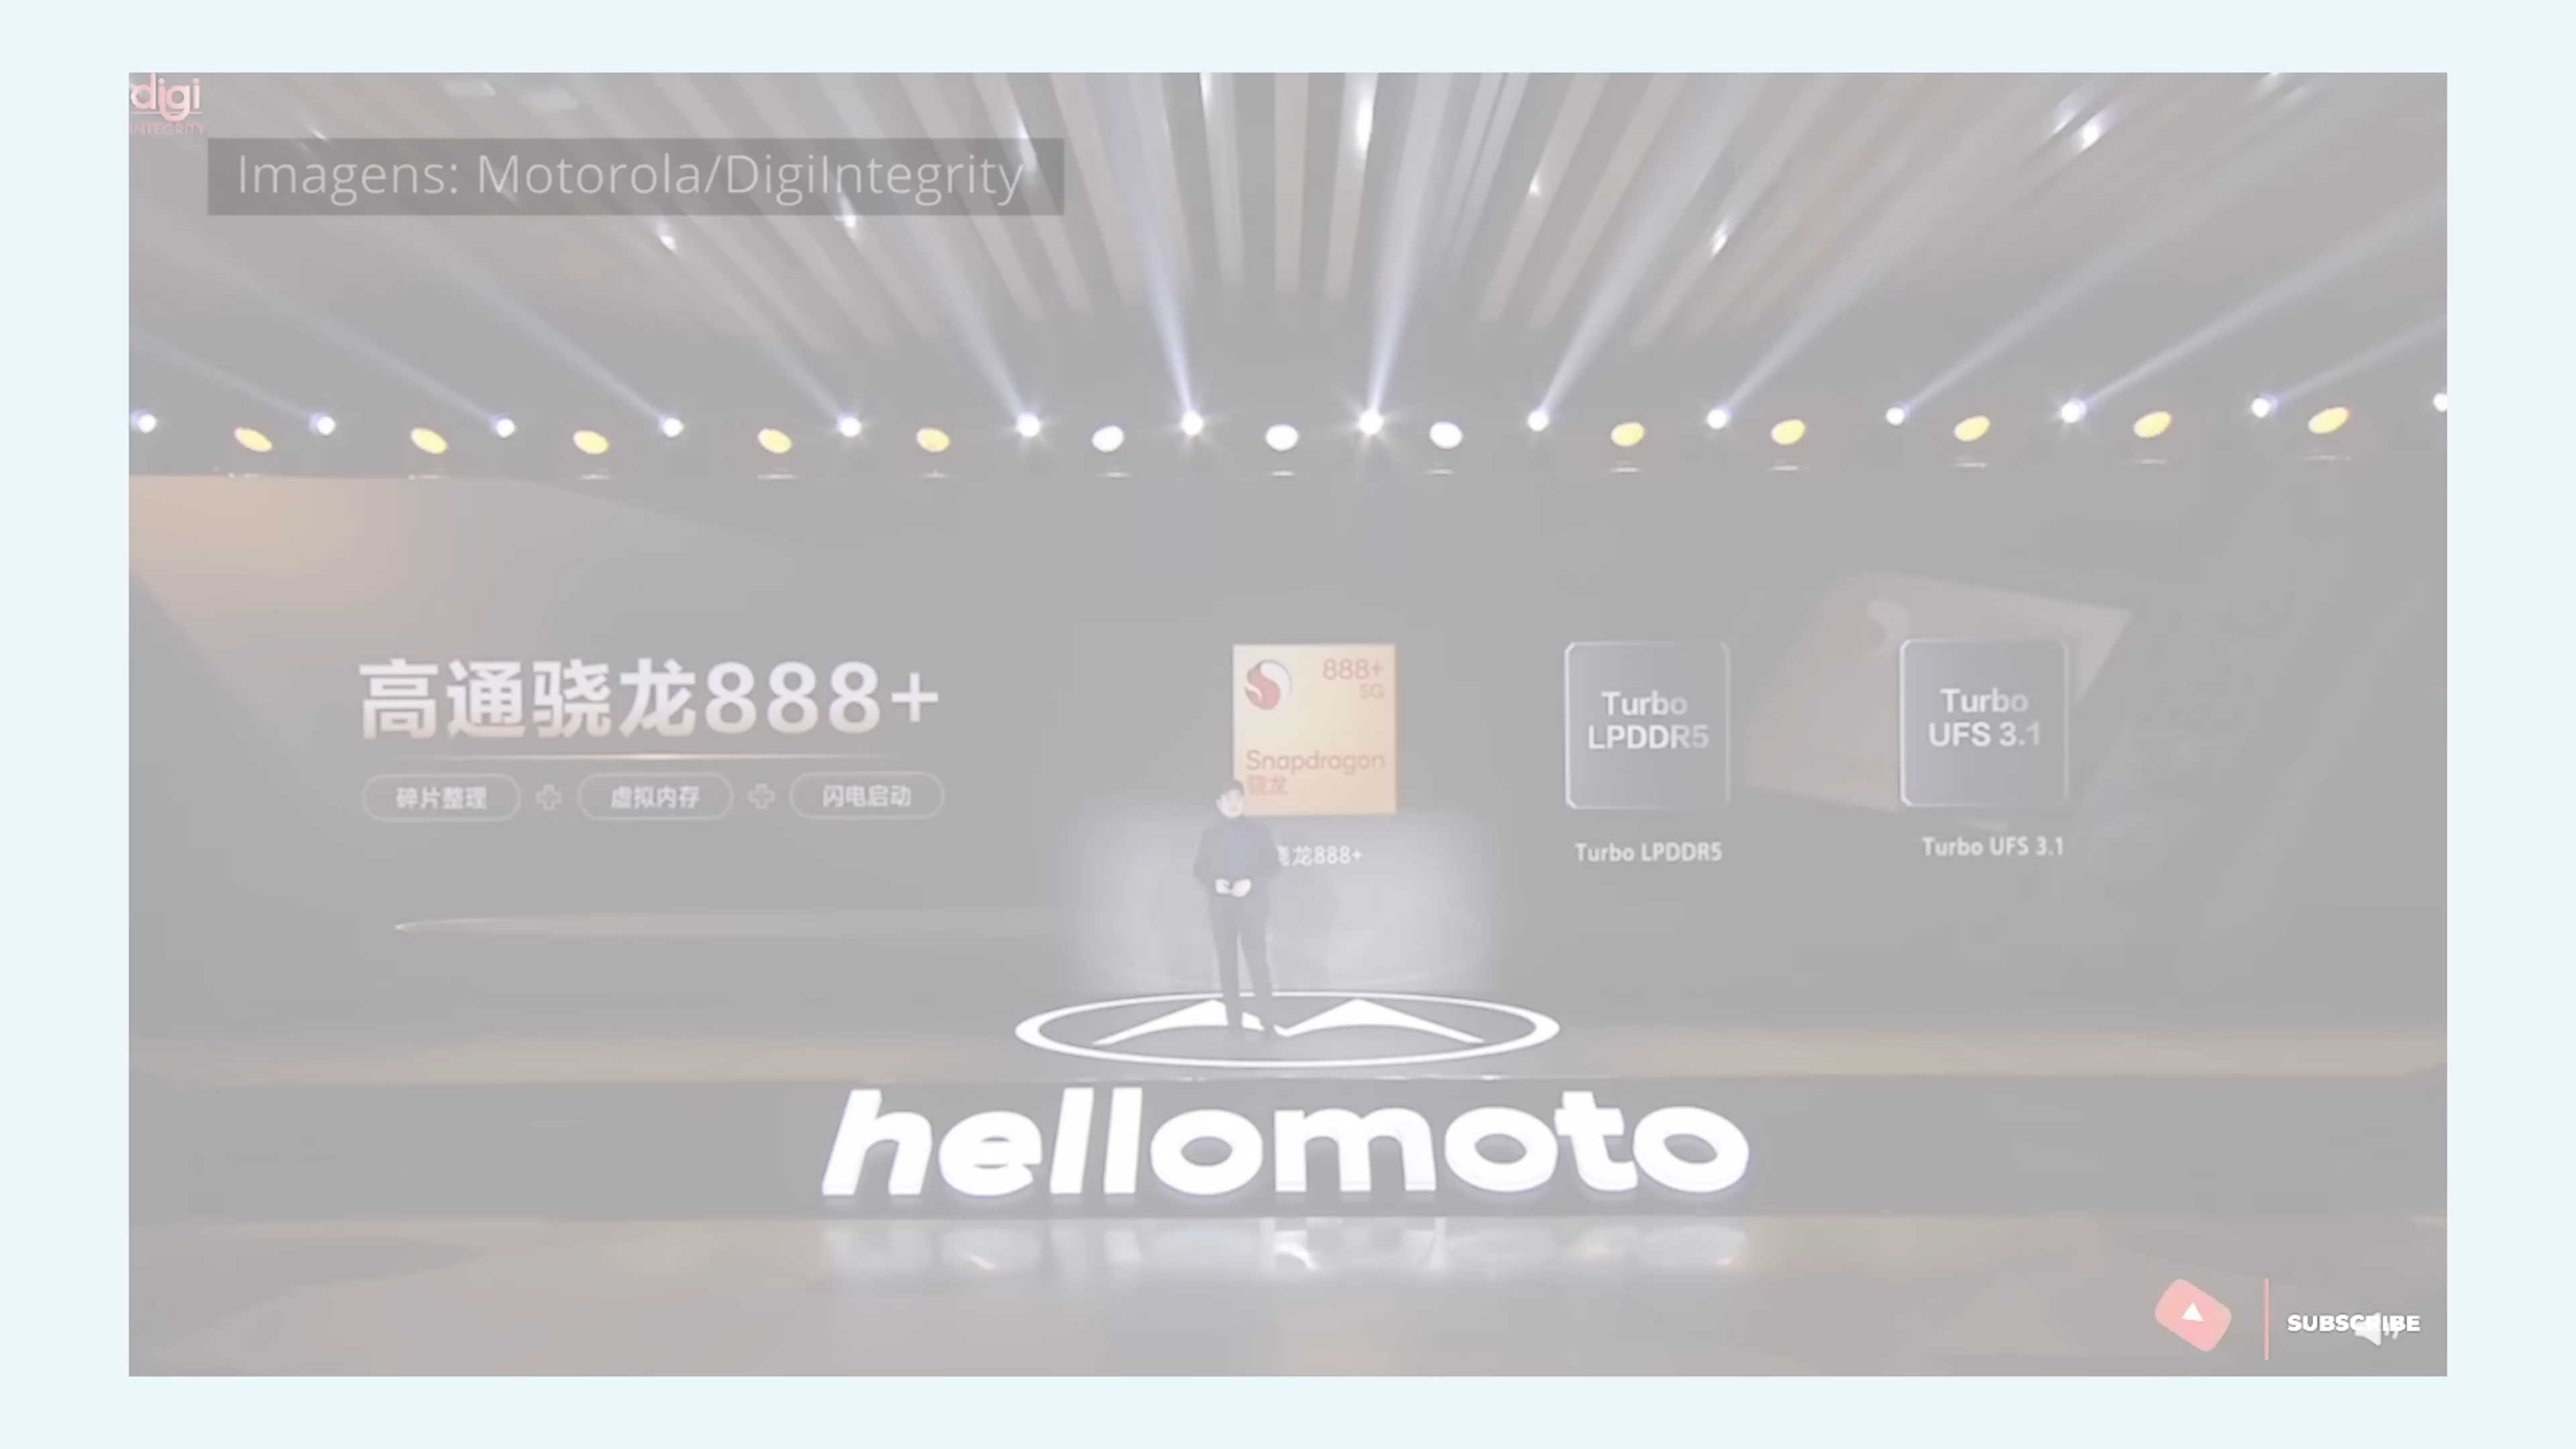 digi
INTEGRITY
Imagens: Motorola/DigiIntegrity
高通骁龙888+
碎片整理 + 虚拟内存 + 闪电启动
888+
5G
Snapdragon
骁龙
龙888+
Turbo
LPDDR5
Turbo LPDDR5
Turbo
UFS 3.1
Turbo UFS 3.1
hellomoto
SUBSCRIBE